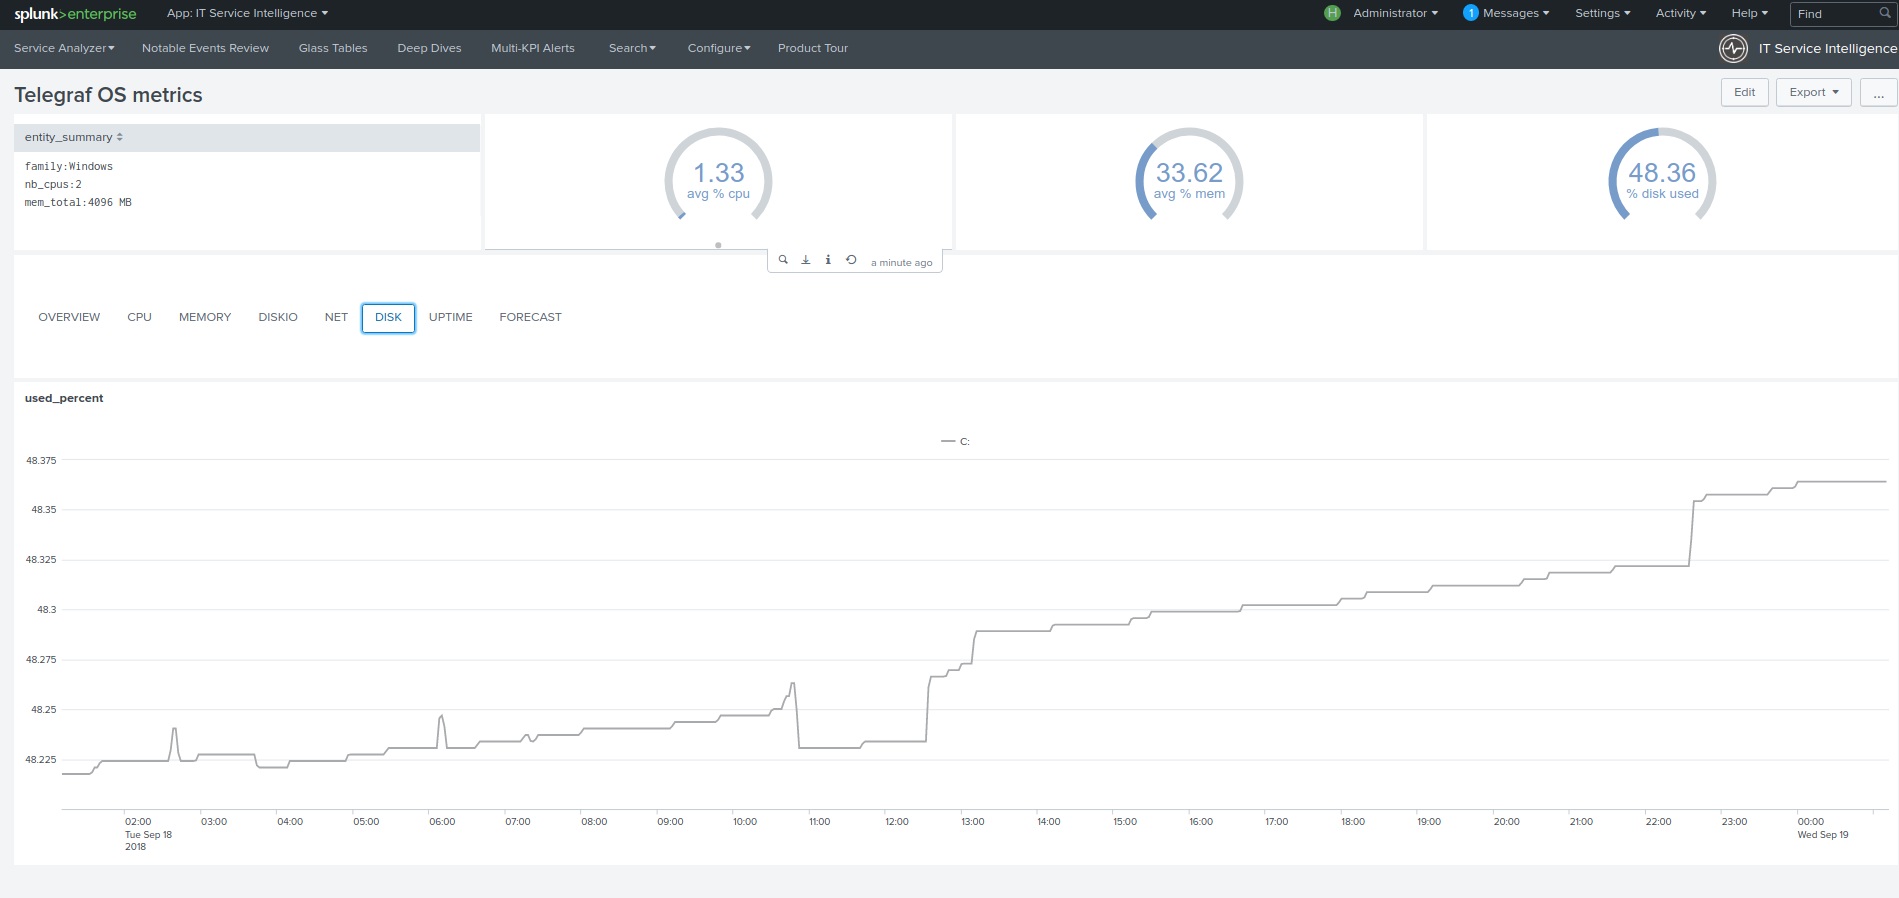 splunk>enterprise App: IT Service Intelligence
H Administrator 1 Messages Settings Activity Help Find
Service Analyzer Notable Events Review Glass Tables Deep Dives Multi-KPI Alerts Search Configure Product Tour IT Service Intelligence
Telegraf OS metrics
Edit Export ...
entity_summary
family:Windows
nb_cpus:2
mem_total:4096 MB
1.33
avg % cpu
33.62
avg % mem
48.36
% disk used
a minute ago
OVERVIEW CPU MEMORY DISKIO NET DISK UPTIME FORECAST
used_percent
C:
48.375
48.35
48.325
48.3
48.275
48.25
48.225
02:00 03:00 04:00 05:00 06:00 07:00 08:00 09:00 10:00 11:00 12:00 13:00 14:00 15:00 16:00 17:00 18:00 19:00 20:00 21:00 22:00 23:00 00:00
Tue Sep 18 Wed Sep 19
2018